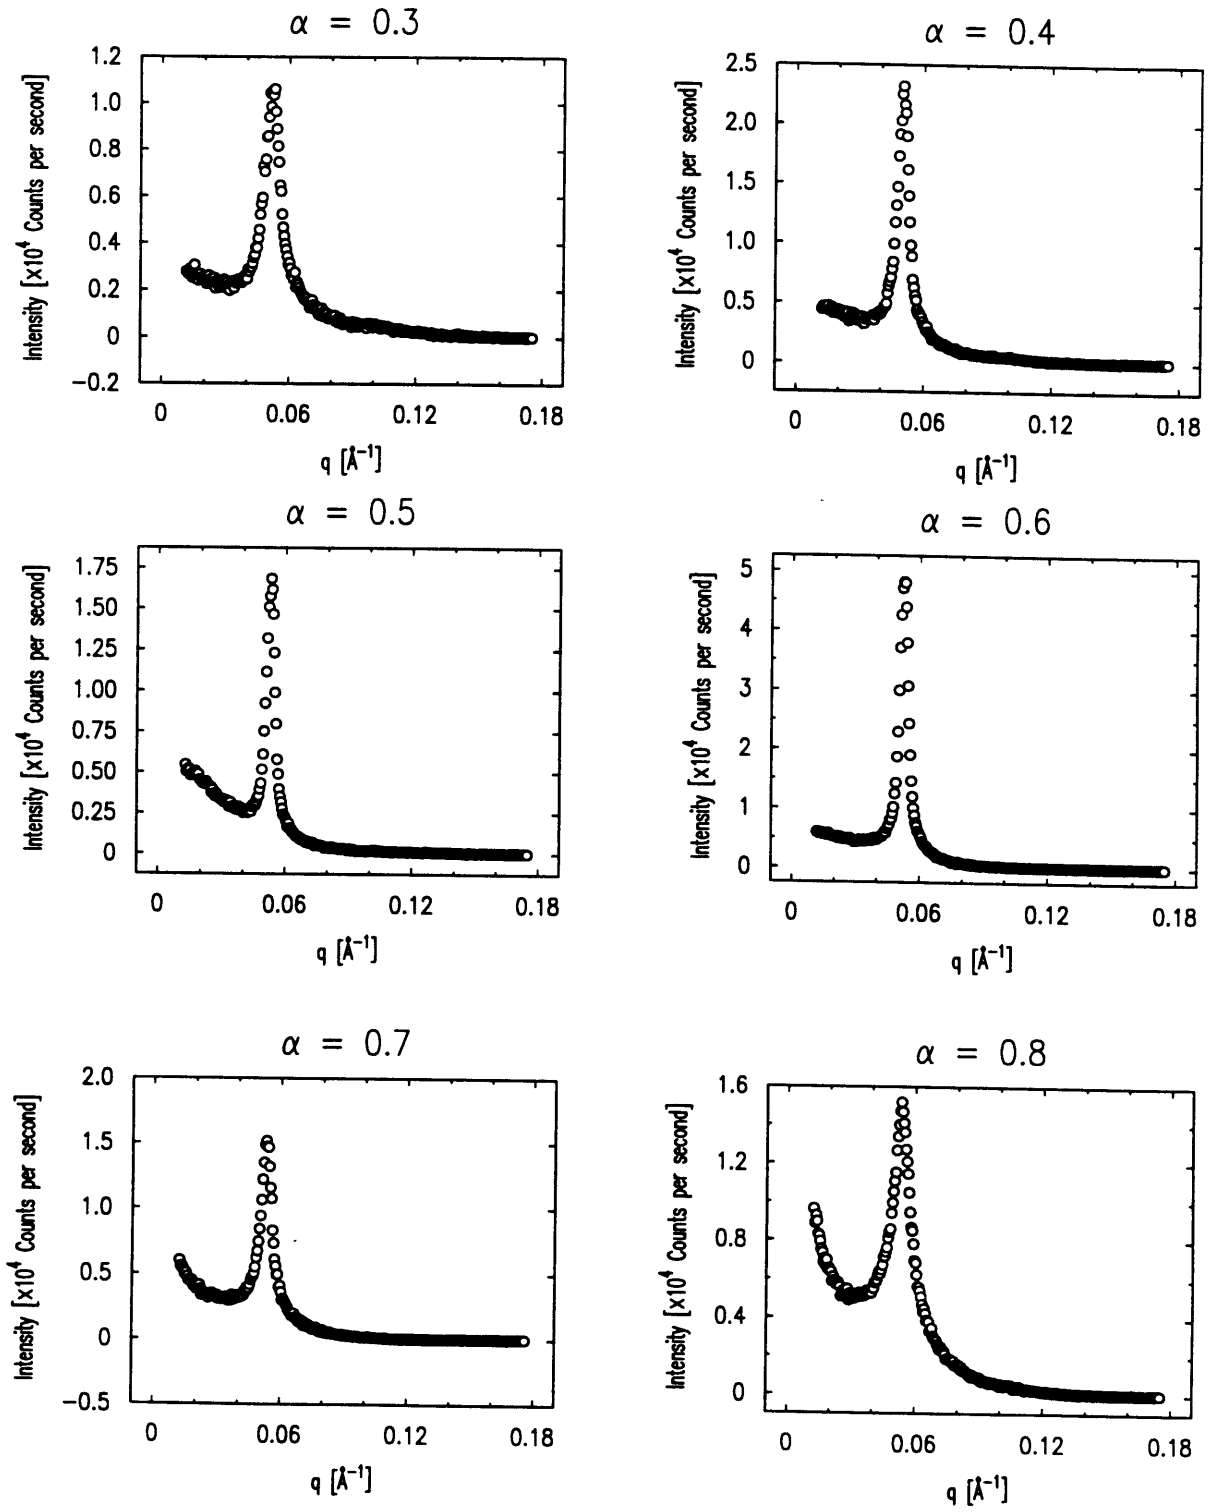 α = 0.3
Intensity [x10⁴ Counts per second]
1.2
1.0
0.8
0.6
0.4
0.2
0
−0.2
0 0.06 0.12 0.18
q [Å⁻¹]
α = 0.4
Intensity [x10⁴ Counts per second]
2.5
2.0
1.5
1.0
0.5
0
0 0.06 0.12 0.18
q [Å⁻¹]
α = 0.5
Intensity [x10⁴ Counts per second]
1.75
1.50
1.25
1.00
0.75
0.50
0.25
0
0 0.06 0.12 0.18
q [Å⁻¹]
α = 0.6
Intensity [x10⁴ Counts per second]
5
4
3
2
1
0
0 0.06 0.12 0.18
q [Å⁻¹]
α = 0.7
Intensity [x10⁴ Counts per second]
2.0
1.5
1.0
0.5
0
−0.5
0 0.06 0.12 0.18
q [Å⁻¹]
α = 0.8
Intensity [x10⁴ Counts per second]
1.6
1.2
0.8
0.4
0
0 0.06 0.12 0.18
q [Å⁻¹]